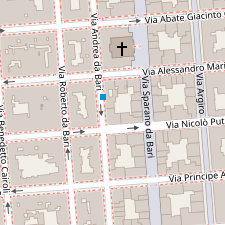 Via Abate Giacinto
Via Andrea da Bari
Via Alessandro Mari
Via Roberto da Bari
Via Sparano da Bari
Via Argiro
Via Nicolò Put
Via Benedetto Cairoli
Via Principe A